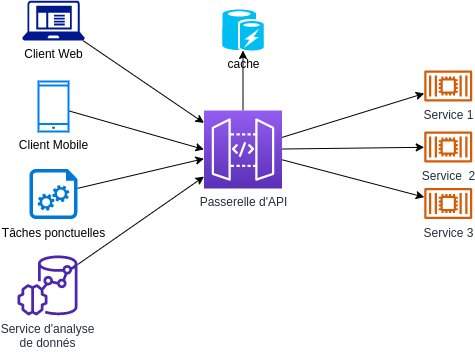 Client Web
cache
Client Mobile
Service 1
Service 2
Passerelle d'API
Tâches ponctuelles
Service 3
Service d'analyse
de donnés